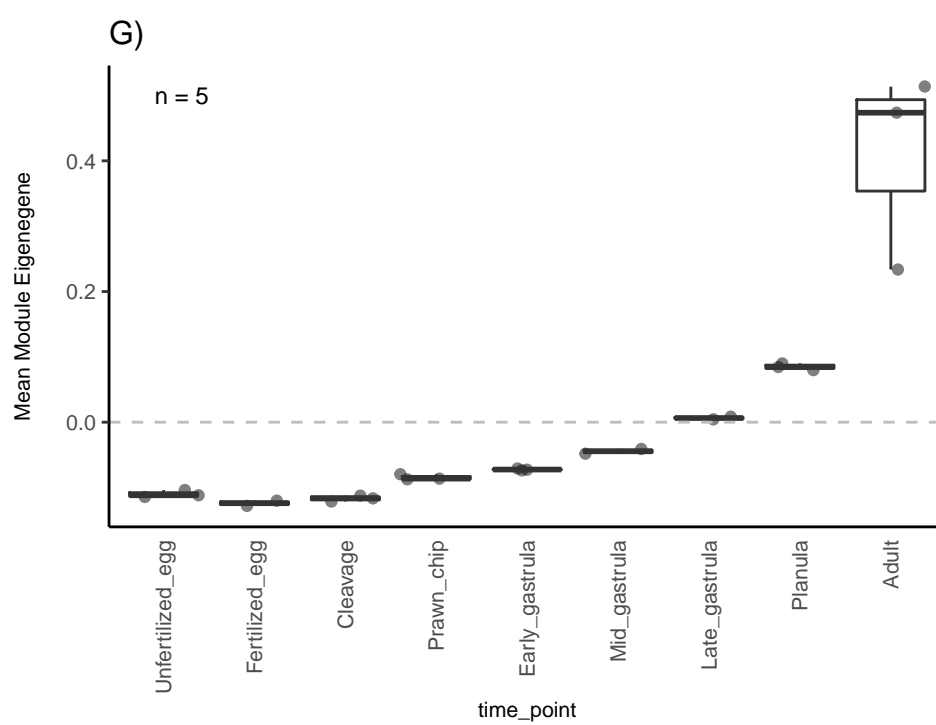 G)
n = 5
Mean Module Eigenegene
0.4
0.2
0.0
Unfertilized_egg
Fertilized_egg
Cleavage
Prawn_chip
Early_gastrula
Mid_gastrula
Late_gastrula
Planula
Adult
time_point